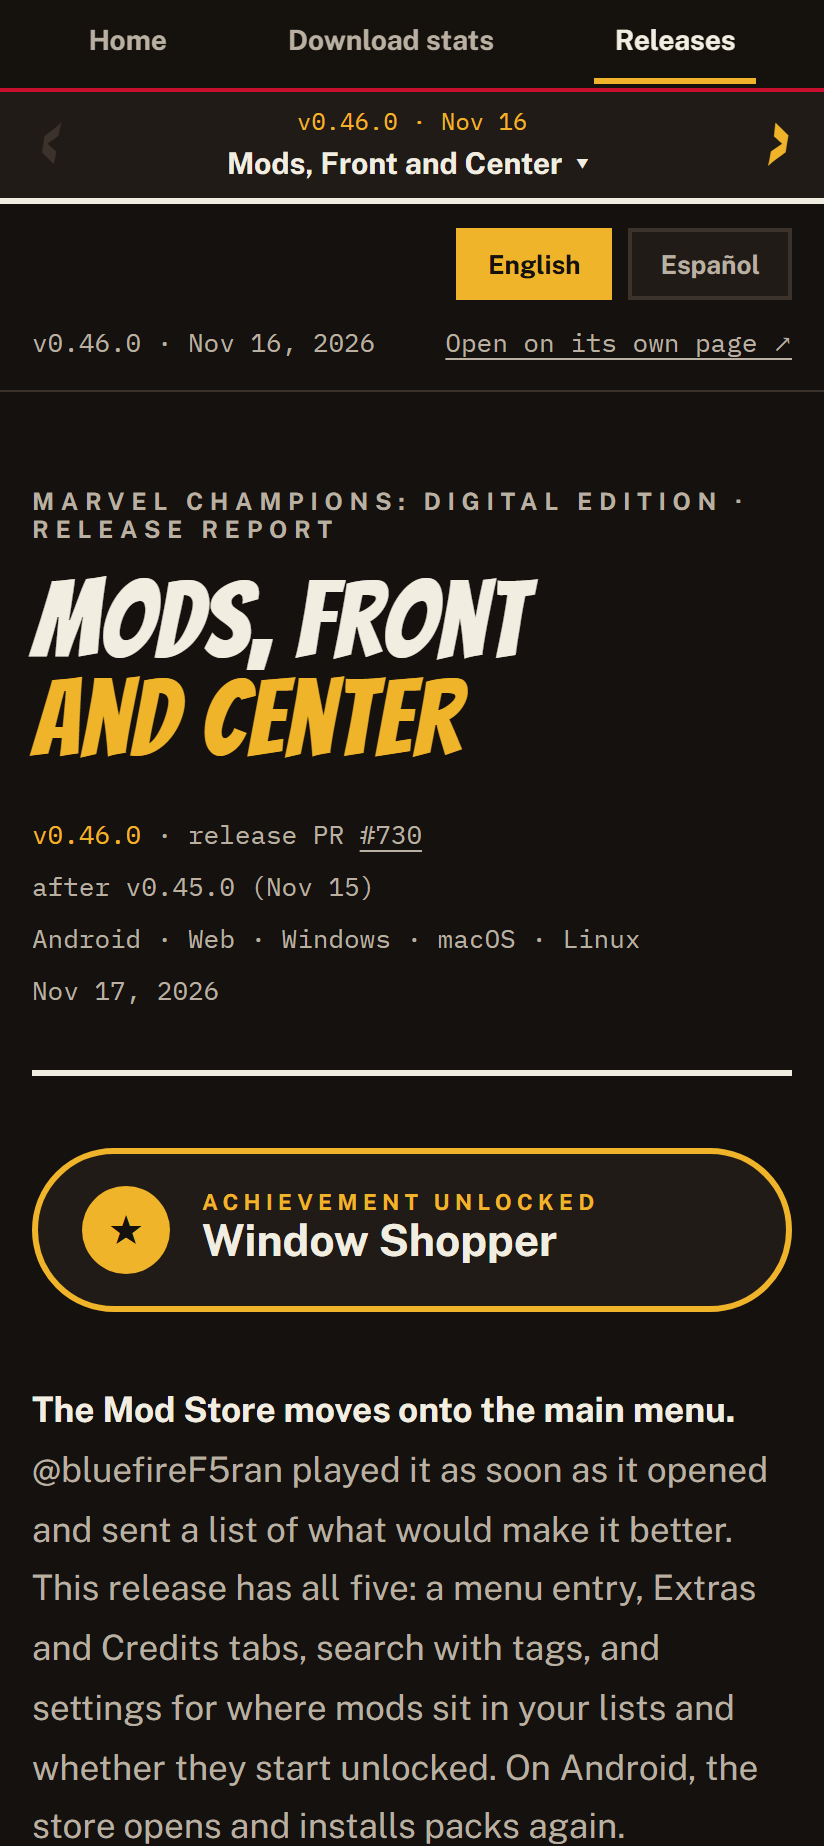 Home Download stats Releases
v0.46.0 · Nov 16
Mods, Front and Center ▼
English Español
v0.46.0 · Nov 16, 2026 Open on its own page ↗
MARVEL CHAMPIONS: DIGITAL EDITION ·
RELEASE REPORT
MODS, FRONT
AND CENTER
v0.46.0 · release PR #730
after v0.45.0 (Nov 15)
Android · Web · Windows · macOS · Linux
Nov 17, 2026
ACHIEVEMENT UNLOCKED
Window Shopper
The Mod Store moves onto the main menu.
@bluefireF5ran played it as soon as it opened
and sent a list of what would make it better.
This release has all five: a menu entry, Extras
and Credits tabs, search with tags, and
settings for where mods sit in your lists and
whether they start unlocked. On Android, the
store opens and installs packs again.